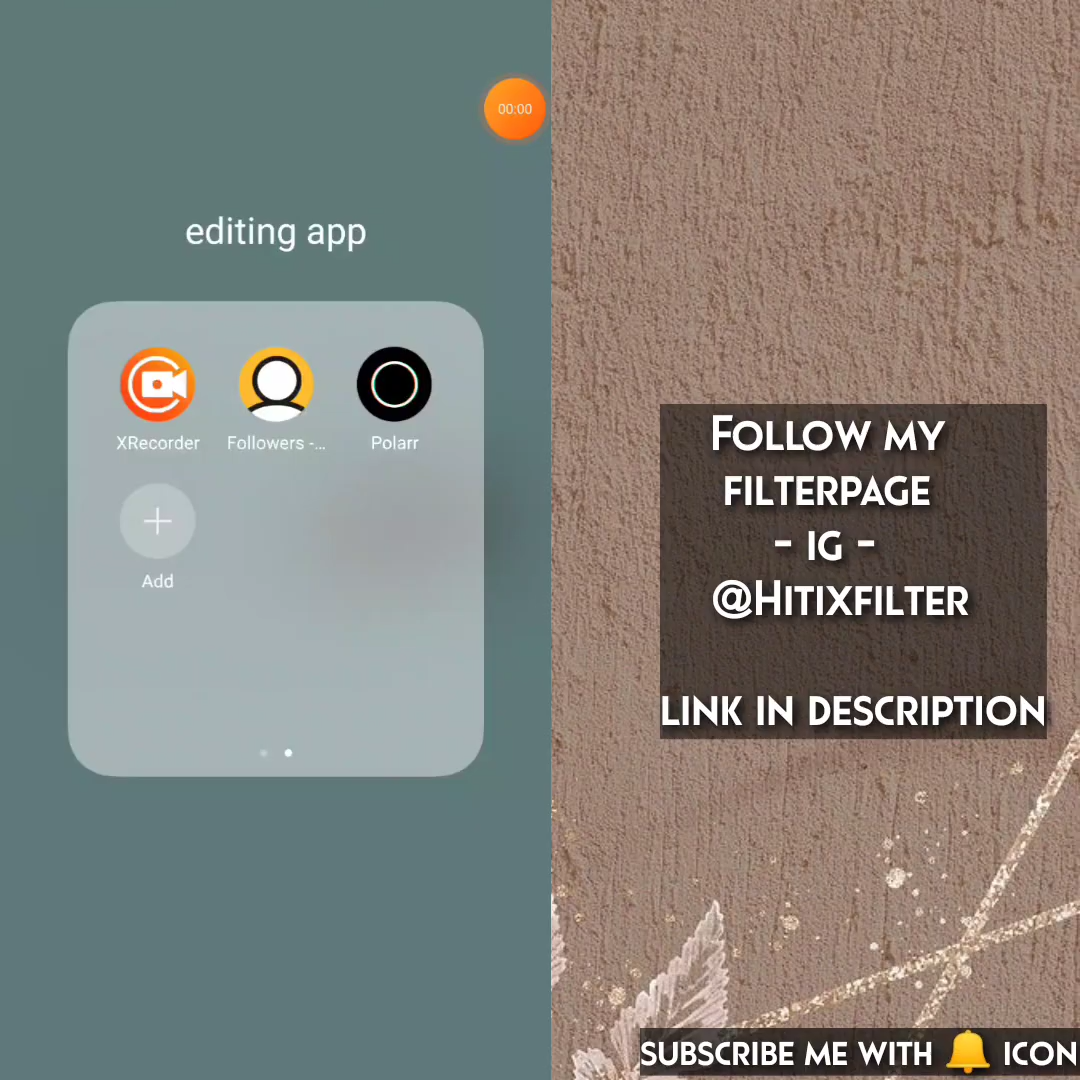 00:00
editing app
XRecorder
Followers -...
Polarr
Add
FOLLOW MY
FILTERPAGE
- IG -
@HITIXFILTER
LINK IN DESCRIPTION
SUBSCRIBE ME WITH 🔔 ICON